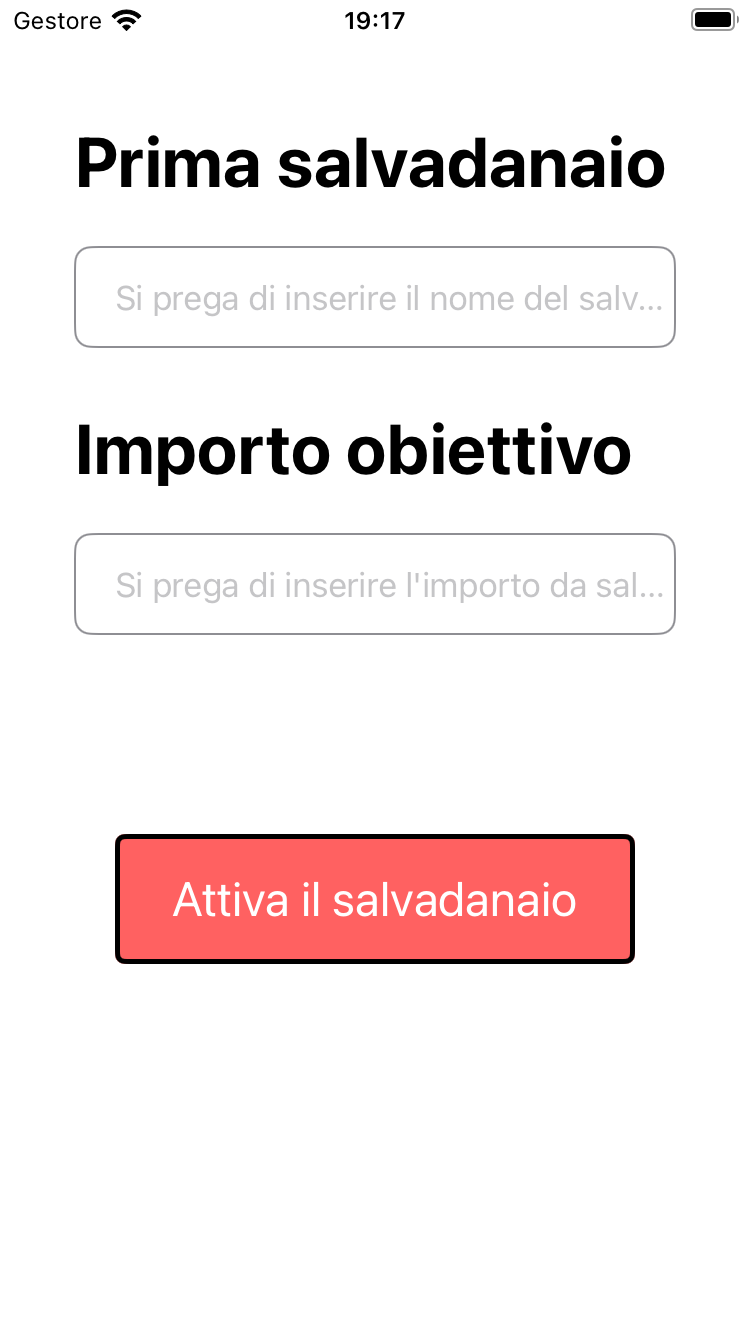 Gestore 19:17
Prima salvadanaio
Si prega di inserire il nome del salv...
Importo obiettivo
Si prega di inserire l'importo da sal...
Attiva il salvadanaio